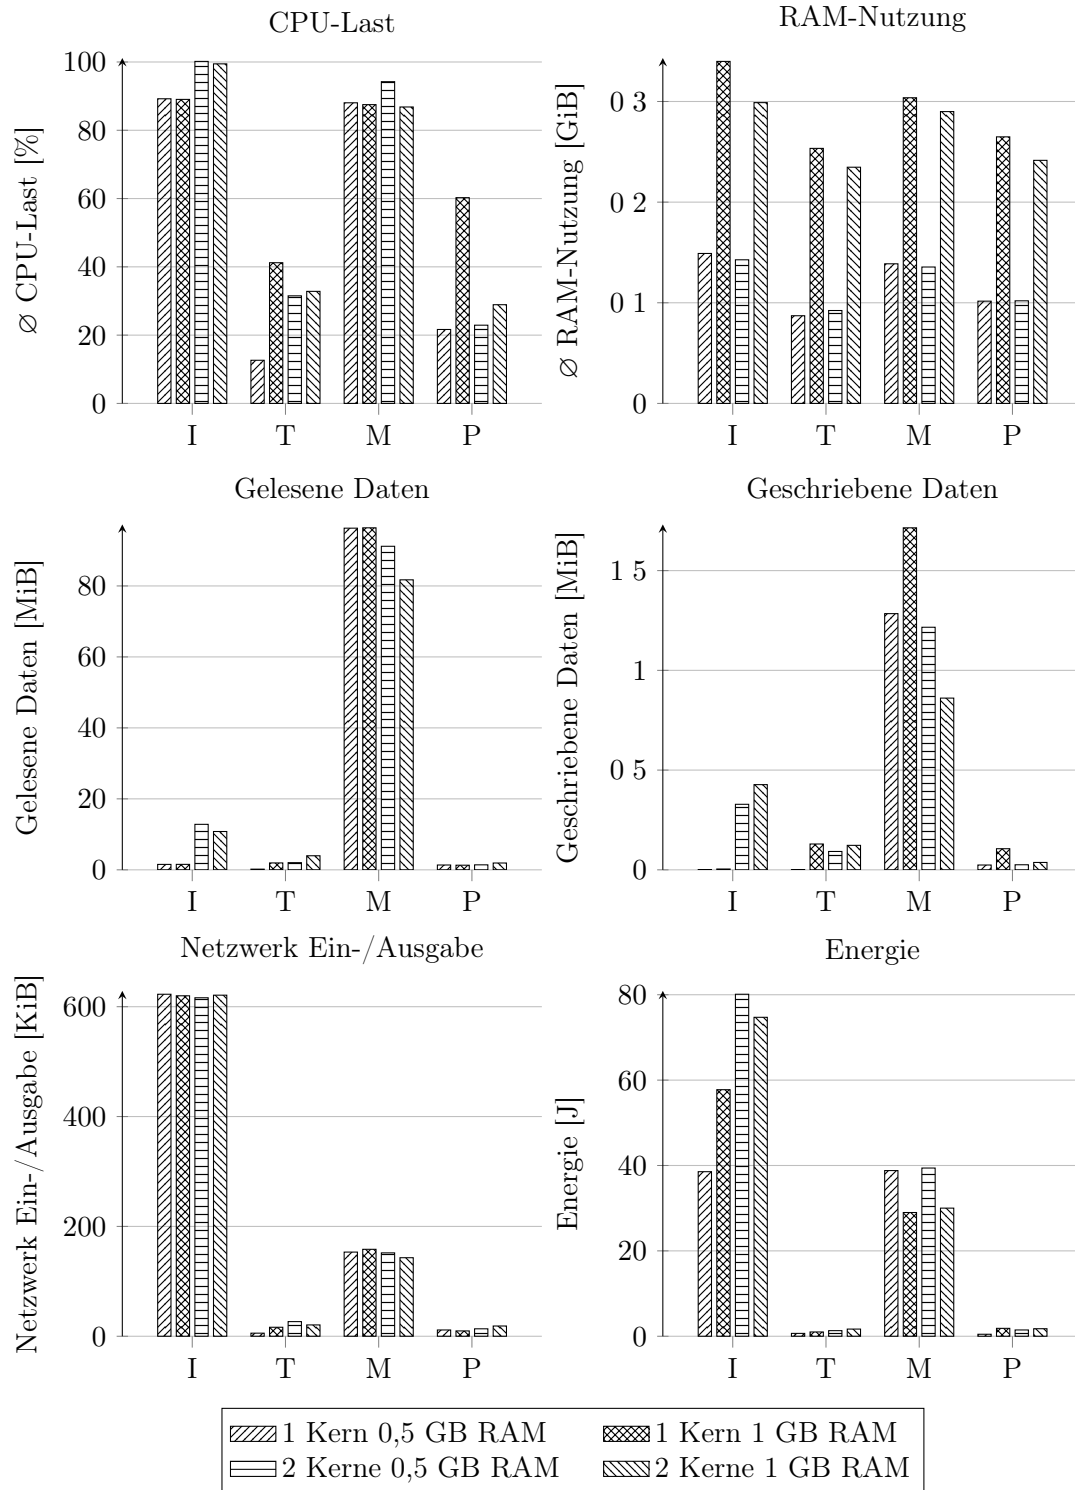 CPU-Last
RAM-Nutzung
∅ CPU-Last [%]
100
80
60
40
20
0
I T M P
∅ RAM-Nutzung [GiB]
0 3
0 2
0 1
0
I T M P
Gelesene Daten
Geschriebene Daten
Gelesene Daten [MiB]
80
60
40
20
0
I T M P
Geschriebene Daten [MiB]
1 5
1
0 5
0
I T M P
Netzwerk Ein-/Ausgabe
Energie
Netzwerk Ein-/Ausgabe [KiB]
600
400
200
0
I T M P
Energie [J]
80
60
40
20
0
I T M P
1 Kern 0,5 GB RAM
1 Kern 1 GB RAM
2 Kerne 0,5 GB RAM
2 Kerne 1 GB RAM